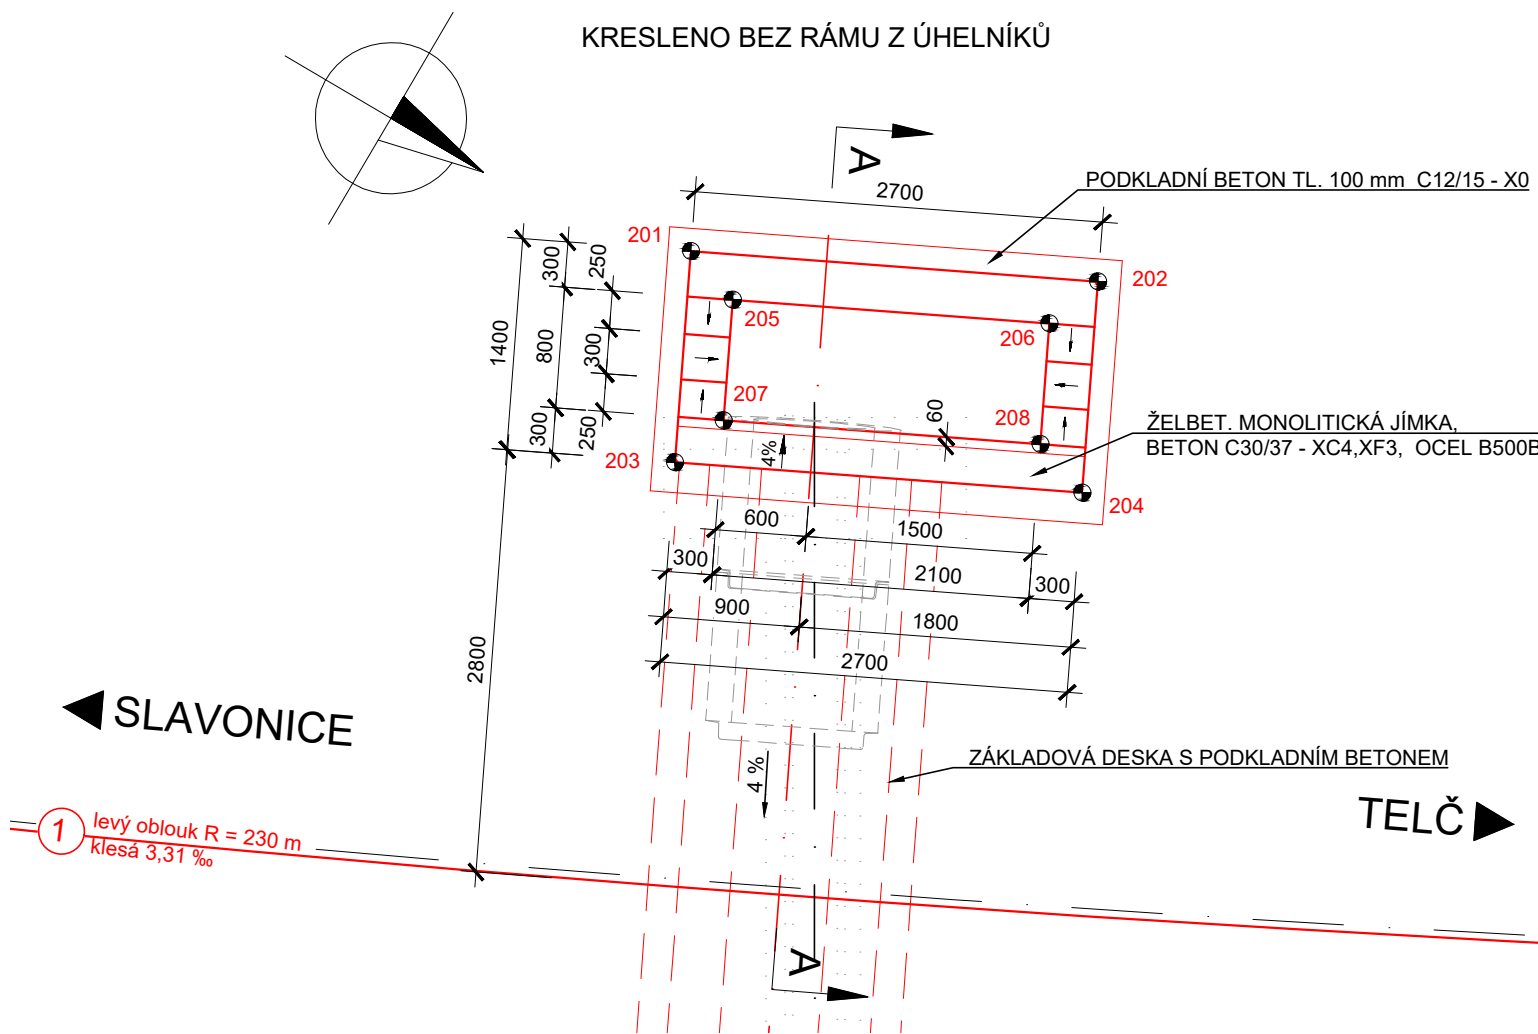 KRESLENO BEZ RÁMU Z ÚHELNÍKŮ
A
2700
PODKLADNÍ BETON TL. 100 mm C12/15 - X0
201
202
300
250
205
206
1400
800
300
207
208
60
300
250
4%
203
204
ŽELBET. MONOLITICKÁ JÍMKA,
BETON C30/37 - XC4,XF3, OCEL B500B
600
1500
300
2100
300
900
1800
2700
2800
SLAVONICE
4 %
ZÁKLADOVÁ DESKA S PODKLADNÍM BETONEM
TELČ
1
levý oblouk R = 230 m
klesá 3,31 ‰
A